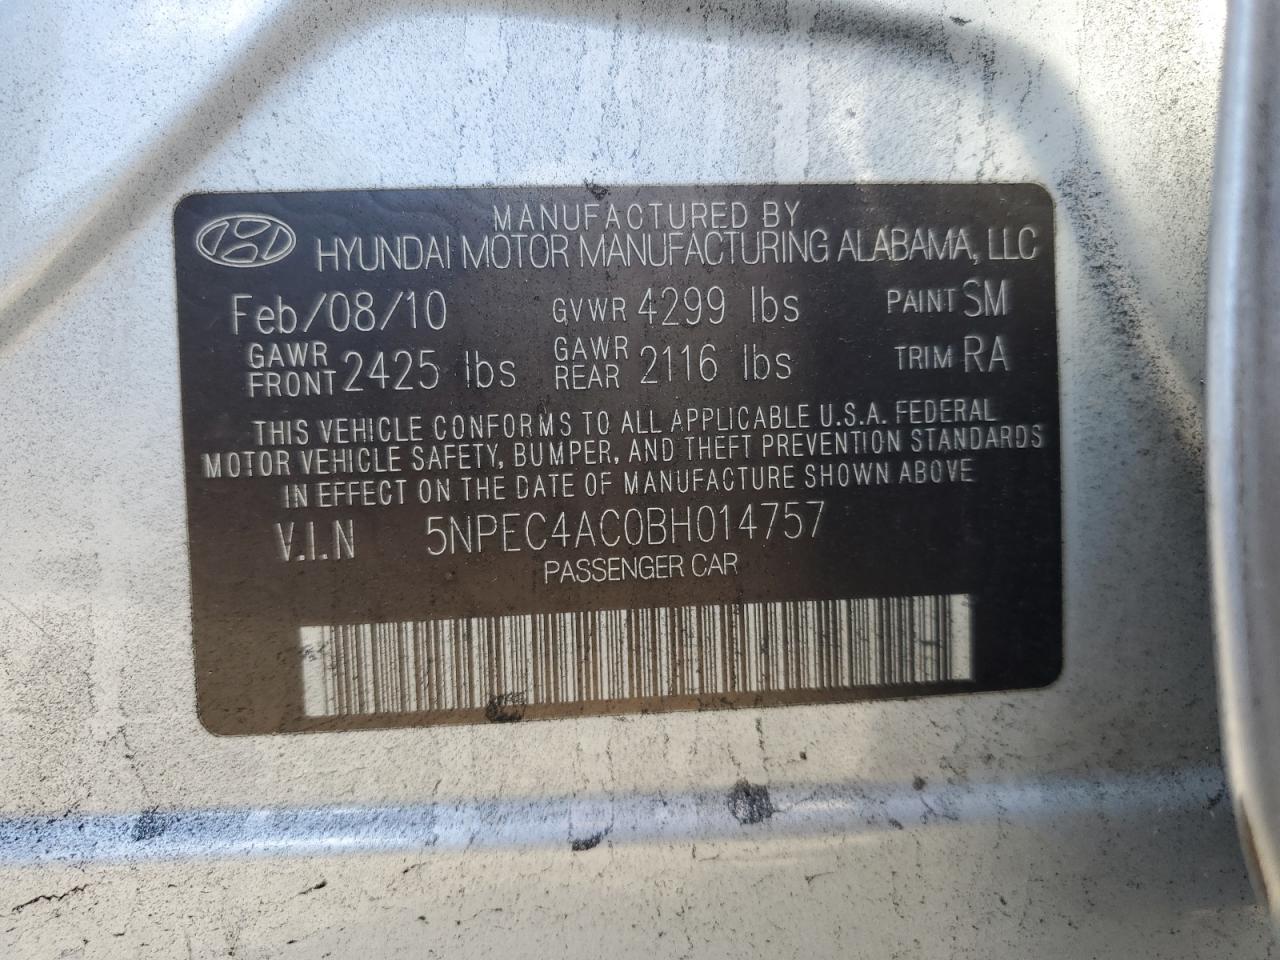 MANUFACTURED BY
HYUNDAI MOTOR MANUFACTURING ALABAMA, LLC
Feb/08/10 GVWR 4299 lbs PAINT SM
GAWR FRONT 2425 lbs GAWR REAR 2116 lbs TRIM RA
THIS VEHICLE CONFORMS TO ALL APPLICABLE U.S.A. FEDERAL
MOTOR VEHICLE SAFETY, BUMPER, AND THEFT PREVENTION STANDARDS
IN EFFECT ON THE DATE OF MANUFACTURE SHOWN ABOVE
V.I.N 5NPEC4AC0BH014757
PASSENGER CAR